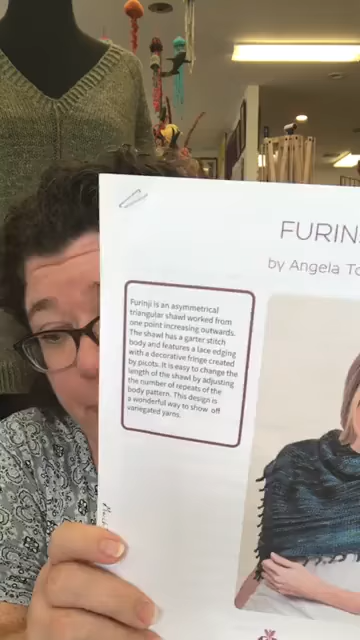 FURIN
by Angela To
Furinji is an asymmetrical
triangular shawl worked from
one point increasing outwards.
The shawl has a garter stitch
body and features a lace edging
with a decorative fringe created
by picots. It is easy to change the
length of the shawl by adjusting
the number of repeats of the
body pattern. This design is
a wonderful way to show off
variegated yarns.